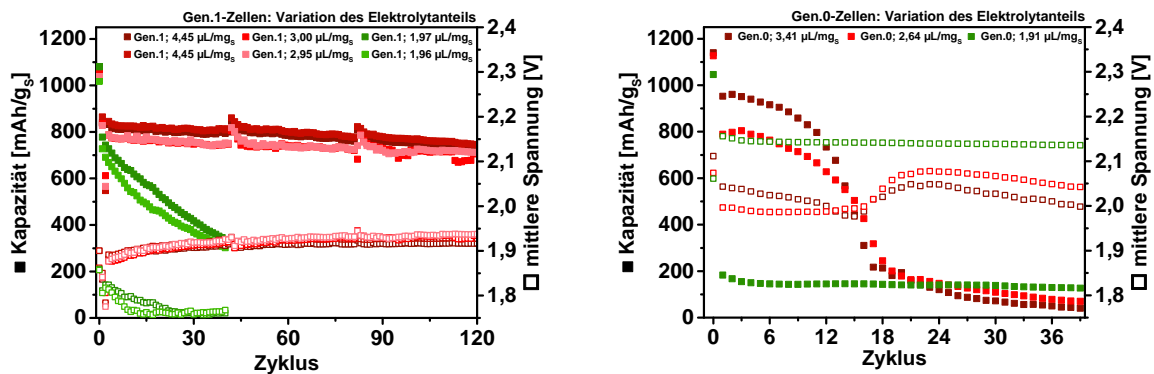 Gen.1-Zellen: Variation des Elektrolytanteils
Gen.1; 4,45 µL/mgS Gen.1; 3,00 µL/mgS Gen.1; 1,97 µL/mgS
Gen.1; 4,45 µL/mgS Gen.1; 2,95 µL/mgS Gen.1; 1,96 µL/mgS
■ Kapazität [mAh/gS]
1200
1000
800
600
400
200
0
2,4
2,3
2,2
2,1
2,0
1,9
1,8
□ mittlere Spannung [V]
0 30 60 90 120
Zyklus
Gen.0-Zellen: Variation des Elektrolytanteils
Gen.0; 3,41 µL/mgS Gen.0; 2,64 µL/mgS Gen.0; 1,91 µL/mgS
■ Kapazität [mAh/gS]
1200
1000
800
600
400
200
0
2,4
2,3
2,2
2,1
2,0
1,9
1,8
□ mittlere Spannung [V]
0 6 12 18 24 30 36
Zyklus